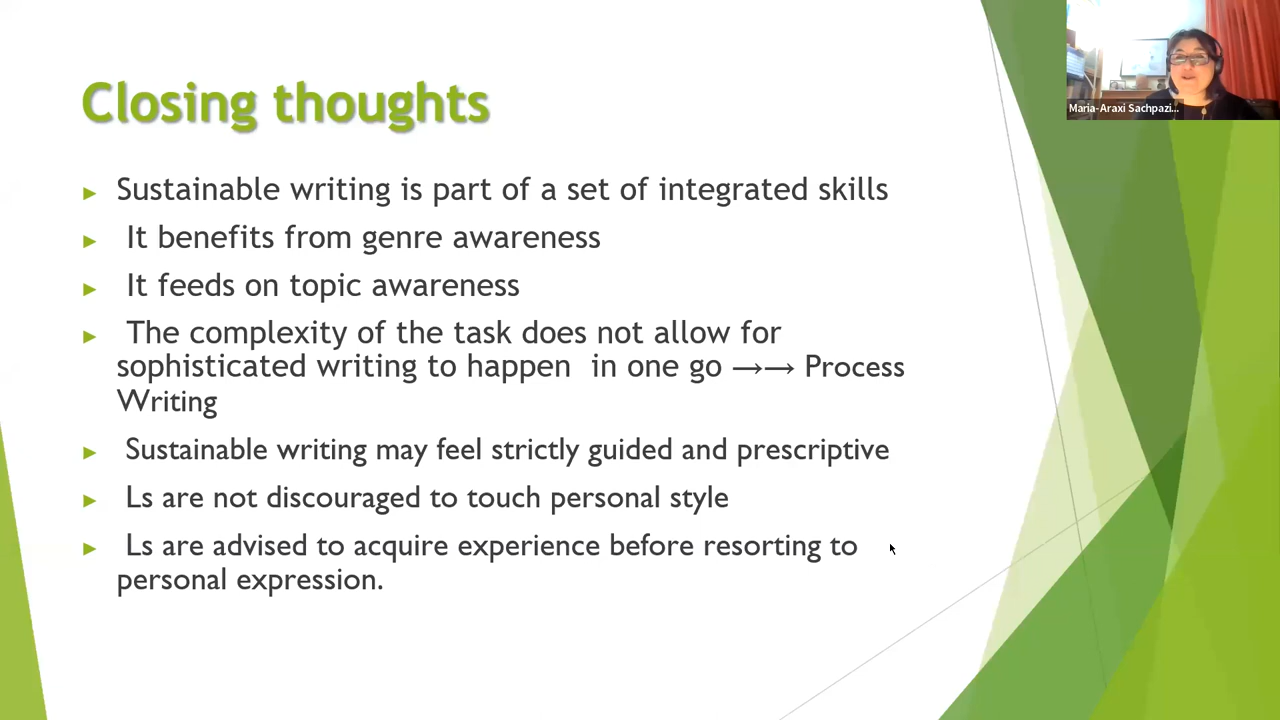 Closing thoughts
► Sustainable writing is part of a set of integrated skills
► It benefits from genre awareness
► It feeds on topic awareness
► The complexity of the task does not allow for
sophisticated writing to happen in one go →→ Process
Writing
► Sustainable writing may feel strictly guided and prescriptive
► Ls are not discouraged to touch personal style
► Ls are advised to acquire experience before resorting to
personal expression.
Maria-Araxi Sachpazi...